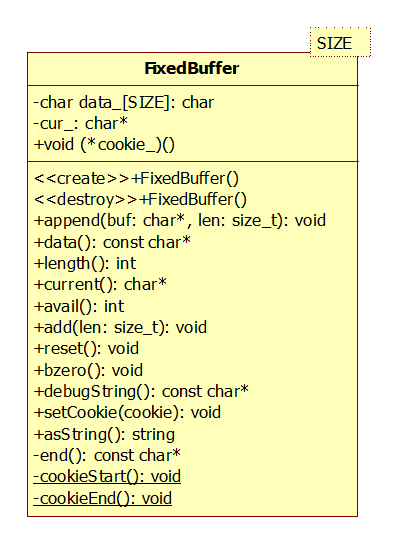 SIZE
FixedBuffer
-char data_[SIZE]: char
-cur_: char*
+void (*cookie_)()
<<create>>+FixedBuffer()
<<destroy>>+FixedBuffer()
+append(buf: char*, len: size_t): void
+data(): const char*
+length(): int
+current(): char*
+avail(): int
+add(len: size_t): void
+reset(): void
+bzero(): void
+debugString(): const char*
+setCookie(cookie): void
+asString(): string
-end(): const char*
-cookieStart(): void
-cookieEnd(): void